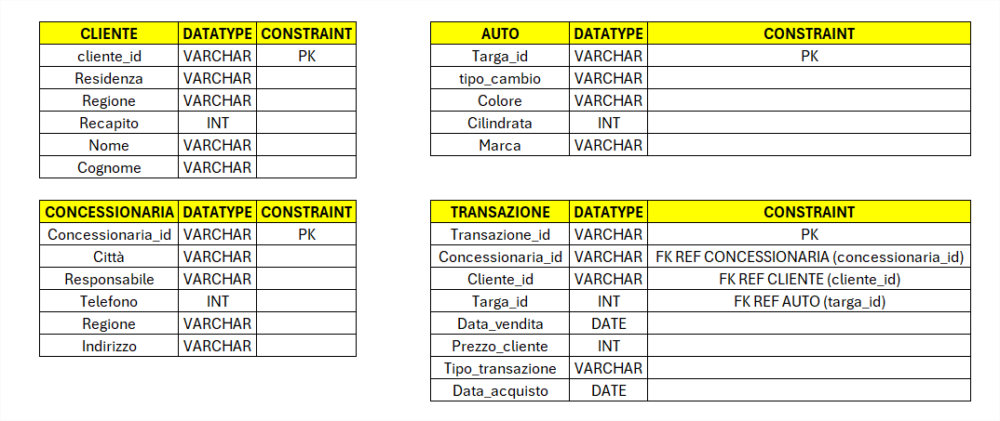 CLIENTE DATATYPE CONSTRAINT
cliente_id VARCHAR PK
Residenza VARCHAR
Regione VARCHAR
Recapito INT
Nome VARCHAR
Cognome VARCHAR
AUTO DATATYPE CONSTRAINT
Targa_id VARCHAR PK
tipo_cambio VARCHAR
Colore VARCHAR
Cilindrata INT
Marca VARCHAR
CONCESSIONARIA DATATYPE CONSTRAINT
Concessionaria_id VARCHAR PK
Città VARCHAR
Responsabile VARCHAR
Telefono INT
Regione VARCHAR
Indirizzo VARCHAR
TRANSAZIONE DATATYPE CONSTRAINT
Transazione_id VARCHAR PK
Concessionaria_id VARCHAR FK REF CONCESSIONARIA (concessionaria_id)
Cliente_id VARCHAR FK REF CLIENTE (cliente_id)
Targa_id INT FK REF AUTO (targa_id)
Data_vendita DATE
Prezzo_cliente INT
Tipo_transazione VARCHAR
Data_acquisto DATE